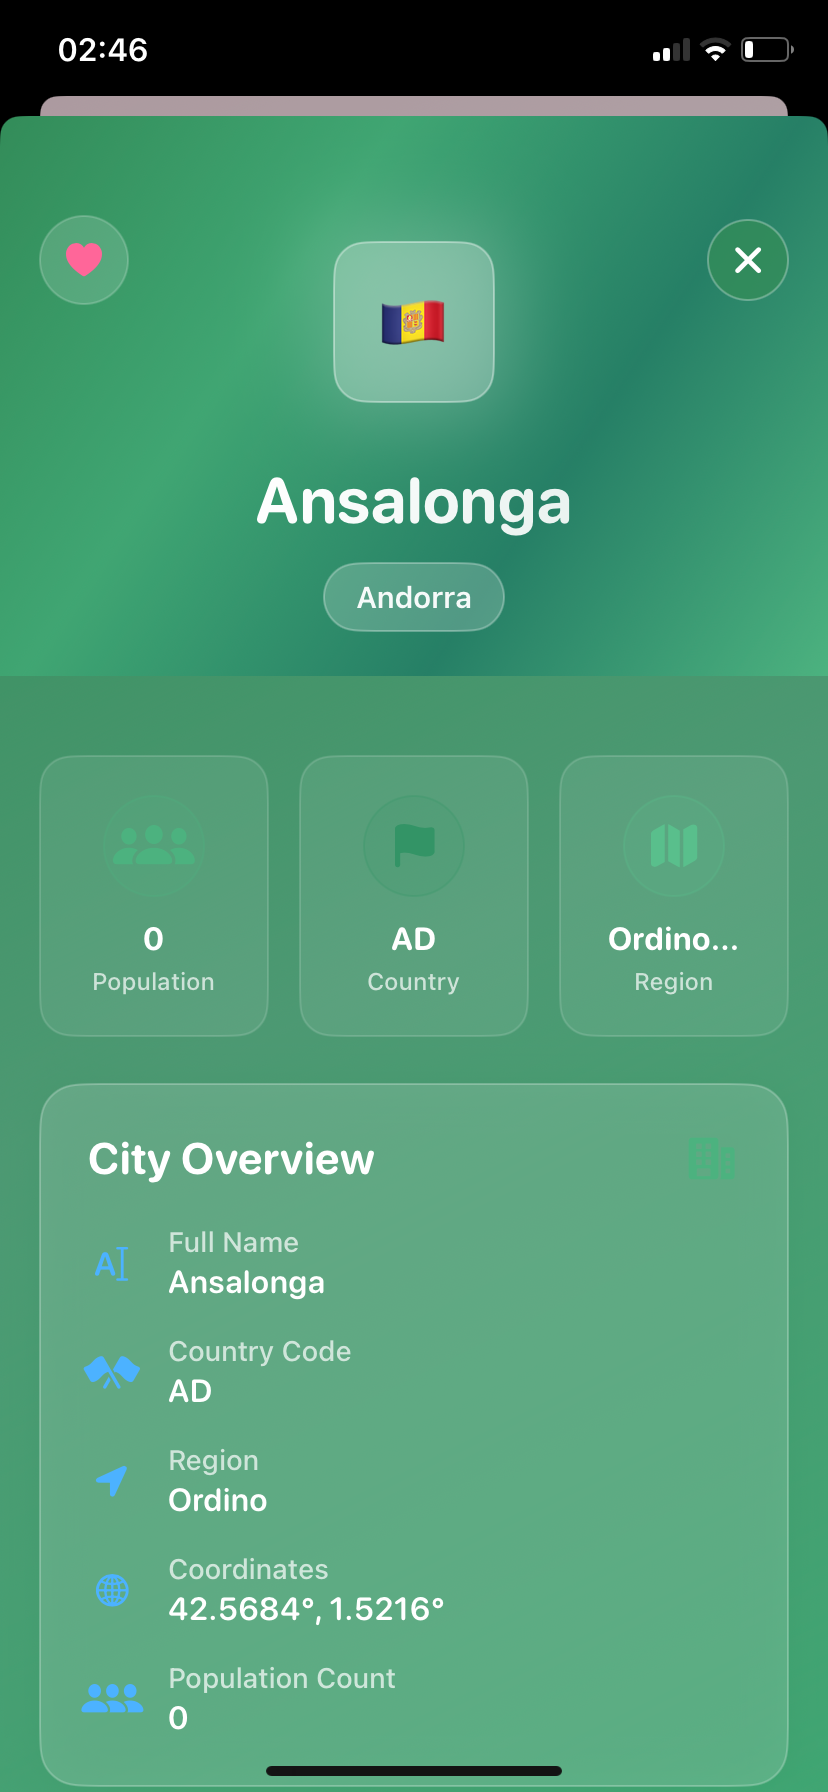 02:46
Ansalonga
Andorra
0
Population
AD
Country
Ordino...
Region
City Overview
Full Name
Ansalonga
Country Code
AD
Region
Ordino
Coordinates
42.5684°, 1.5216°
Population Count
0